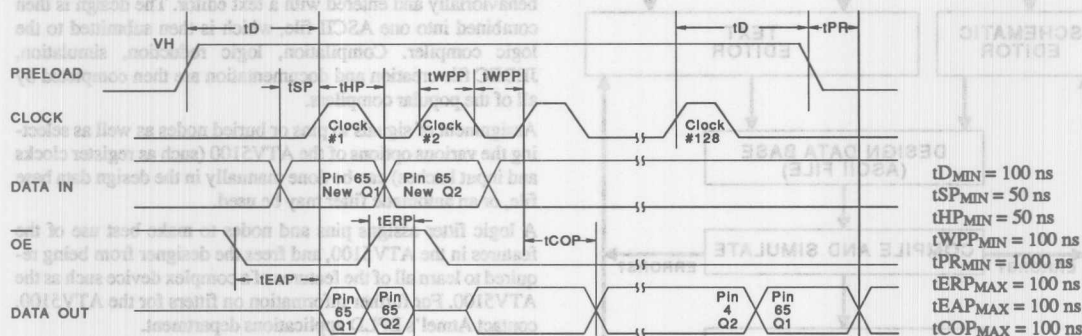 VH
tD
tD
tPR
PRELOAD
tSP
tHP
tWPP
tWPP
CLOCK
Clock #1
Clock #2
Clock #128
DATA IN
Pin 65 New Q1
Pin 65 New Q2
tERP
OE
tCOP
tEAP
DATA OUT
Pin 65 Q1
Pin 65 Q2
Pin 4 Q2
Pin 65 Q1
tDMIN = 100 ns
tSPMIN = 50 ns
tHPMIN = 50 ns
tWPPMIN = 100 ns
tPRMIN = 1000 ns
tERPMAX = 100 ns
tEAPMAX = 100 ns
tCOPMAX = 100 ns